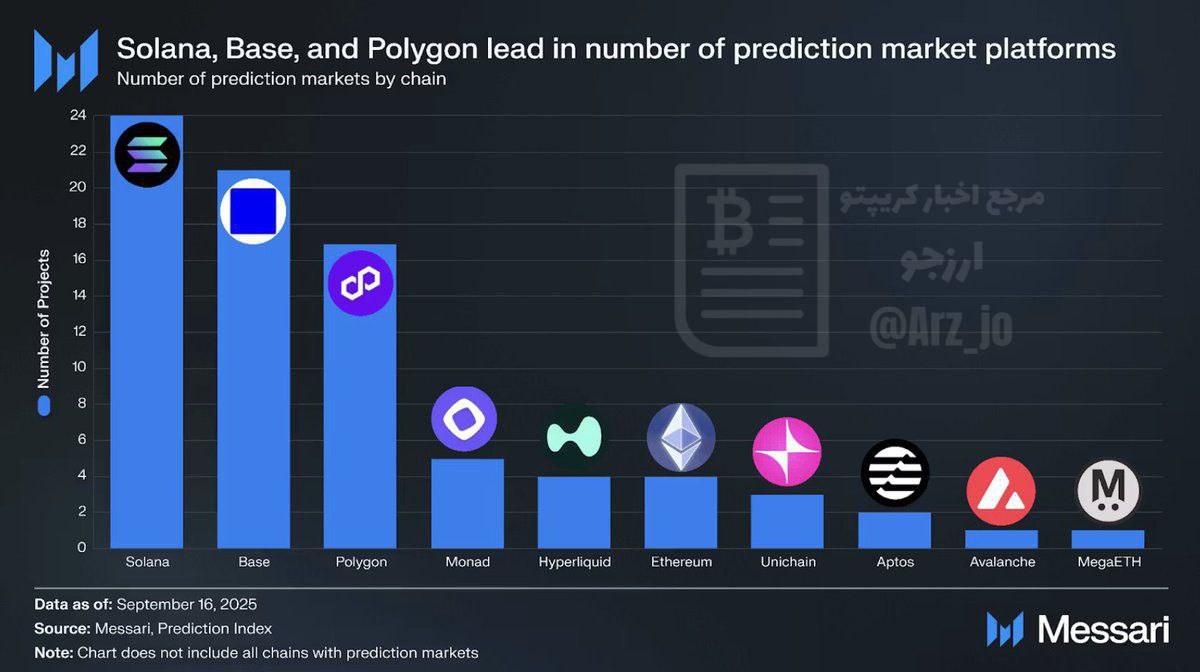 Solana, Base, and Polygon lead in number of prediction market platforms
Number of prediction markets by chain
Number of Projects
24
22
20
18
16
14
12
10
8
6
4
2
0
مرجع اخبار کریپتو
ارزجو
@Arz_jo
Solana Base Polygon Monad Hyperliquid Ethereum Unichain Aptos Avalanche MegaETH
Data as of: September 16, 2025
Source: Messari, Prediction Index
Note: Chart does not include all chains with prediction markets
Messari